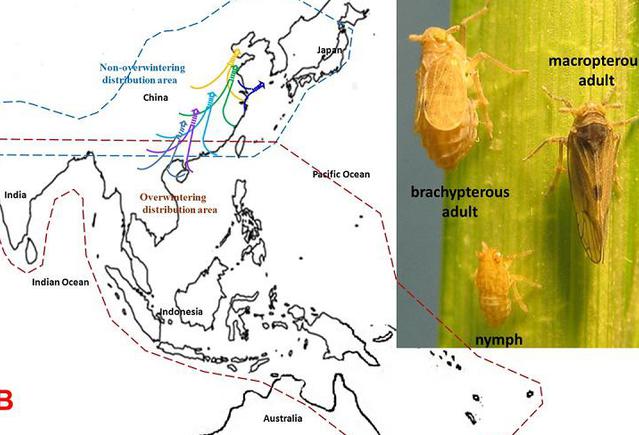 Non-overwintering
distribution area
Japan
China
Overwintering
distribution area
Pacific Ocean
India
Indian Ocean
Indonesia
Australia
B
macropterou
adult
brachypterous
adult
nymph